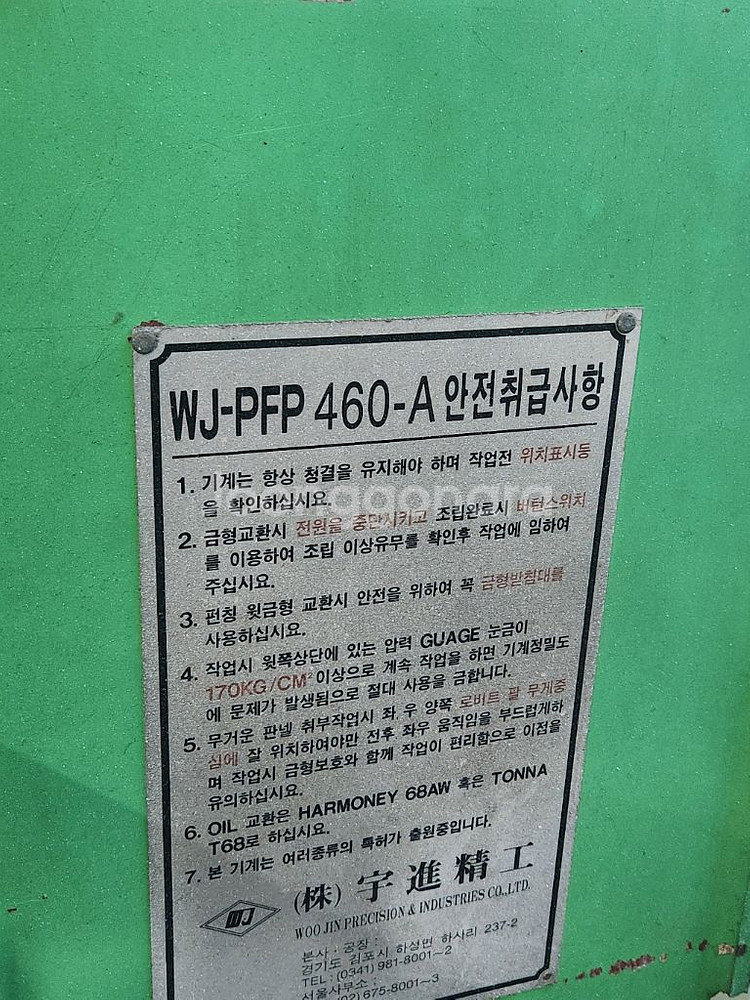 WJ-PFP 460-A 안전취급사항
1. 기계는 항상 청결을 유지해야 하며 작업전 위치표시등
을 확인하십시요.
2. 금형교환시 전원을 중단시키고 조립완료시 버턴스위치
를 이용하여 조립 이상유무를 확인후 작업에 임하여
주십시요.
3. 펀칭 윗금형 교환시 안전을 위하여 꼭 금형받침대를
사용하십시요.
4. 작업시 윗쪽상단에 있는 압력 GUAGE 눈금이
170KG/CM² 이상으로 계속 작업을 하면 기계정밀도
에 문제가 발생됨으로 절대 사용을 금합니다.
5. 무거운 판넬 취부작업시 좌, 우 양쪽 로버트 팔 무게중
심에 잘 위치하여야만 전후 좌우 움직임을 부드럽게하
며 작업시 금형보호와 함께 작업이 편리함으로 이점을
유의하십시요.
6. OIL 교환은 HARMONEY 68AW 혹은 TONNA
T68로 하십시요.
7. 본 기계는 여러종류의 특허가 출원중입니다.
WJ (株) 宇進精工
WOO JIN PRECISION & INDUSTRIES CO.,LTD.
본사·공장 :
경기도 김포시 하성면 하사리 237-2
TEL : (0341) 981-8001~2
서울사무소 :
(02) 675-8001~3